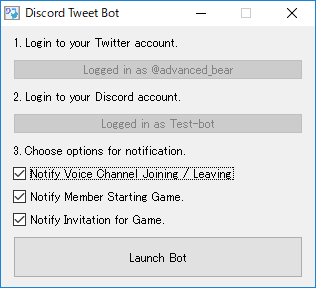 Discord Tweet Bot
1. Login to your Twitter account.
Logged in as @advanced_bear
2. Login to your Discord account.
Logged in as Test-bot
3. Choose options for notification.
Notify Voice Channel Joining / Leaving
Notify Member Starting Game.
Notify Invitation for Game.
Launch Bot